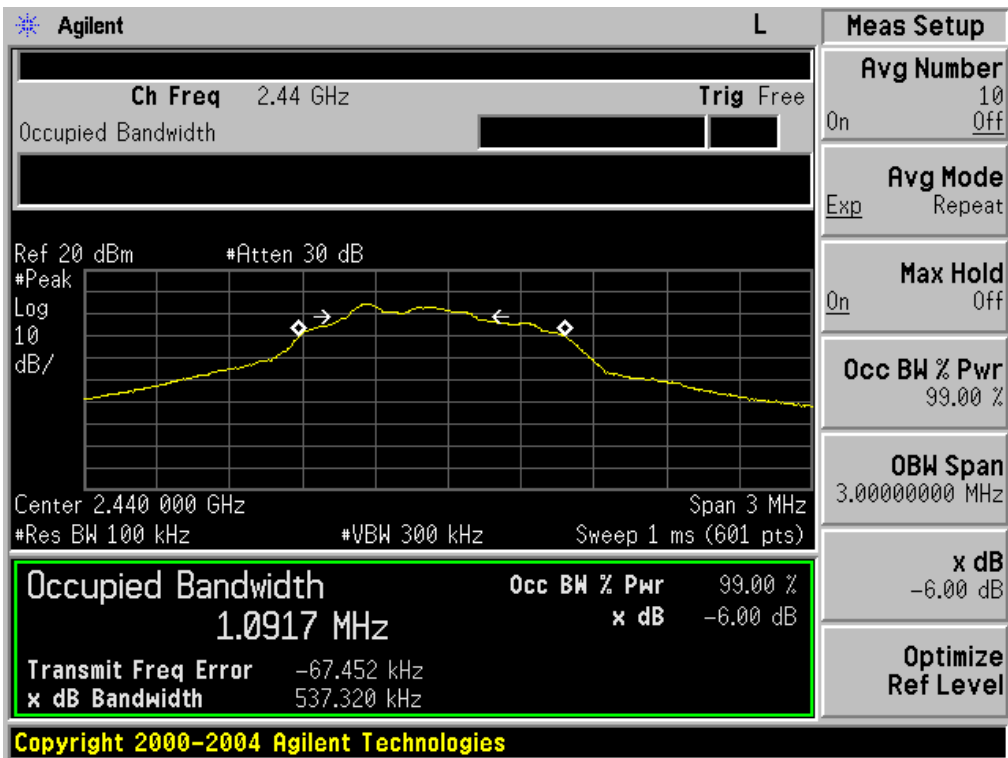 Agilent L Meas Setup
Ch Freq 2.44 GHz Trig Free
Occupied Bandwidth
Ref 20 dBm #Atten 30 dB
#Peak
Log
10
dB/
Center 2.440 000 GHz Span 3 MHz
#Res BW 100 kHz #VBW 300 kHz Sweep 1 ms (601 pts)
Occupied Bandwidth Occ BW % Pwr 99.00 %
1.0917 MHz x dB -6.00 dB
Transmit Freq Error -67.452 kHz
x dB Bandwidth 537.320 kHz
Avg Number
10
On Off
Avg Mode
Exp Repeat
Max Hold
On Off
Occ BW % Pwr
99.00 %
OBW Span
3.00000000 MHz
x dB
-6.00 dB
Optimize
Ref Level
Copyright 2000-2004 Agilent Technologies